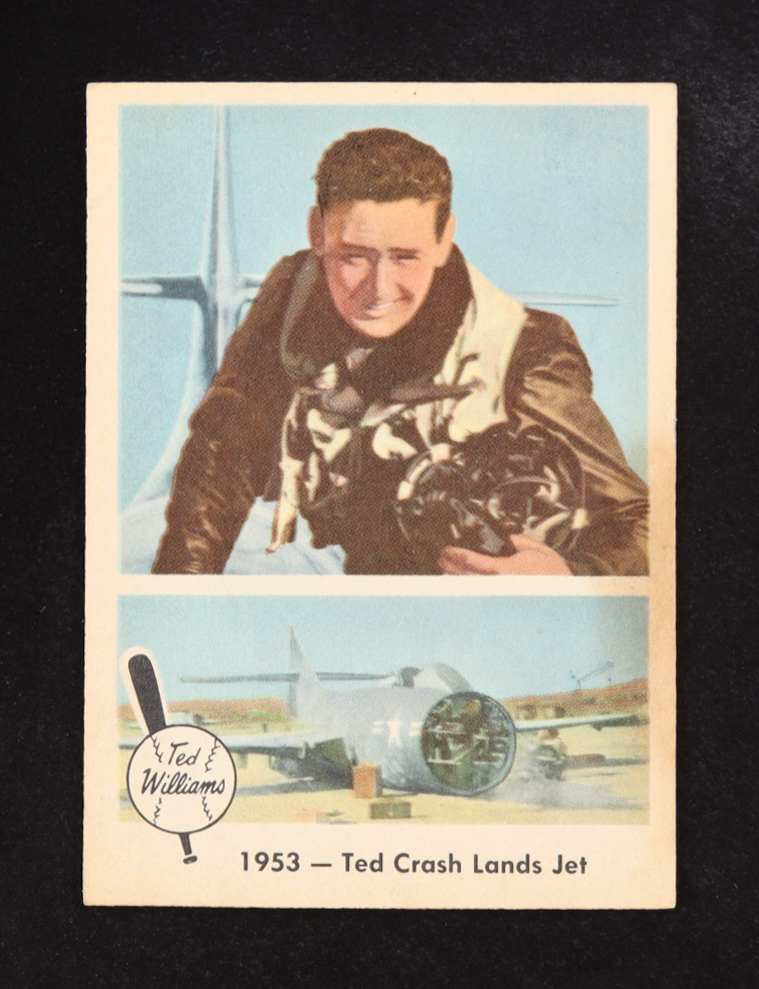 Ted
Williams
1953 — Ted Crash Lands Jet